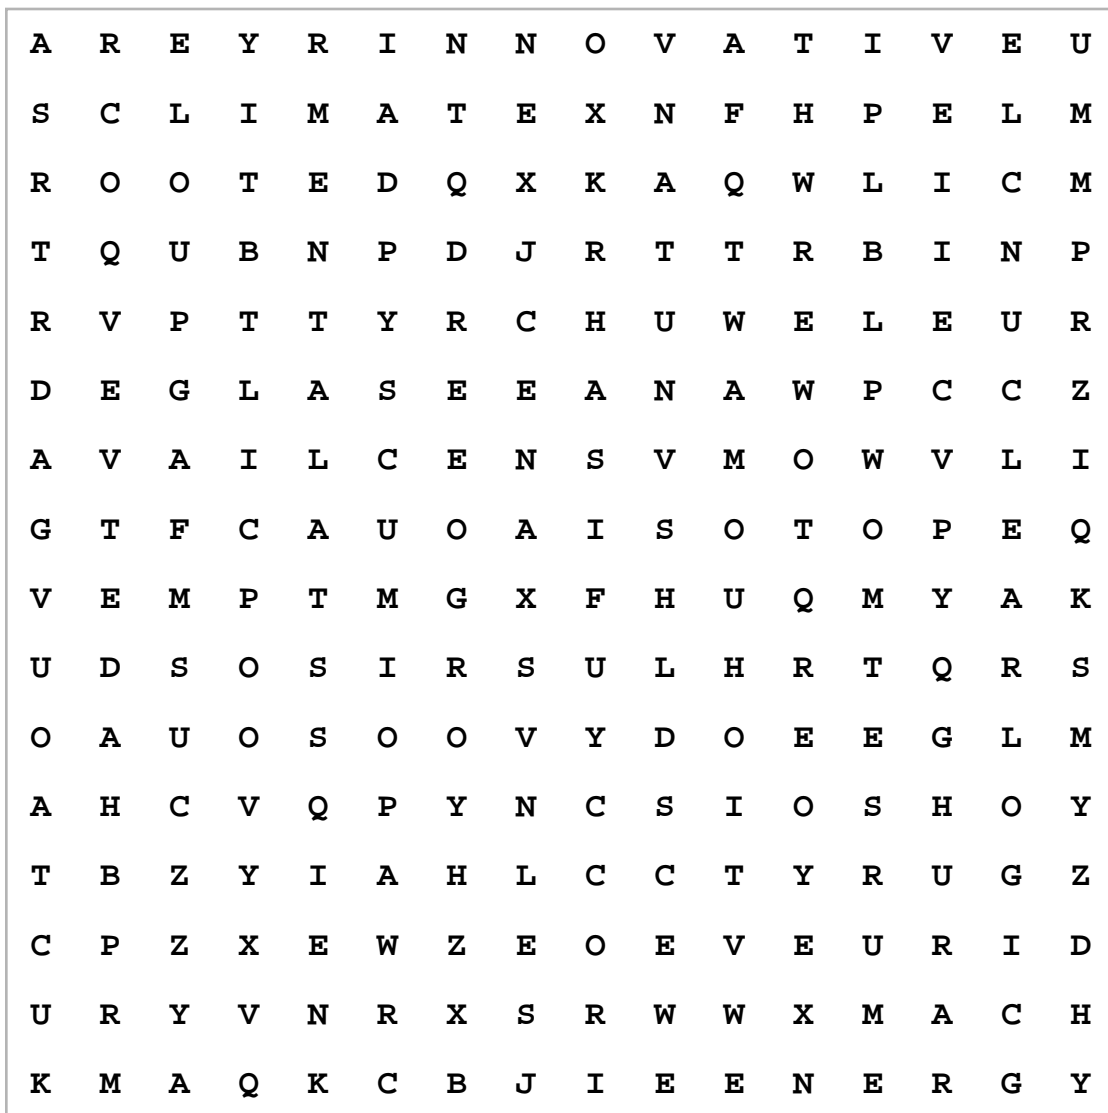 A R E Y R I N N O V A T I V E U
S C L I M A T E X N F H P E L M
R O O T E D Q X K A Q W L I C M
T Q U B N P D J R T T R B I N P
R V P T T Y R C H U W E L E U R
D E G L A S E E A N A W P C C Z
A V A I L C E N S V M O W V L I
G T F C A U O A I S O T O P E Q
V E M P T M G X F H U Q M Y A K
U D S O S I R S U L H R T Q R S
O A U O S O O V Y D O E E G L M
A H C V Q P Y N C S I O S H O Y
T B Z Y I A H L C C T Y R U G Z
C P Z X E W Z E O E V E U R I D
U R Y V N R X S R W W X M A C H
K M A Q K C B J I E E N E R G Y